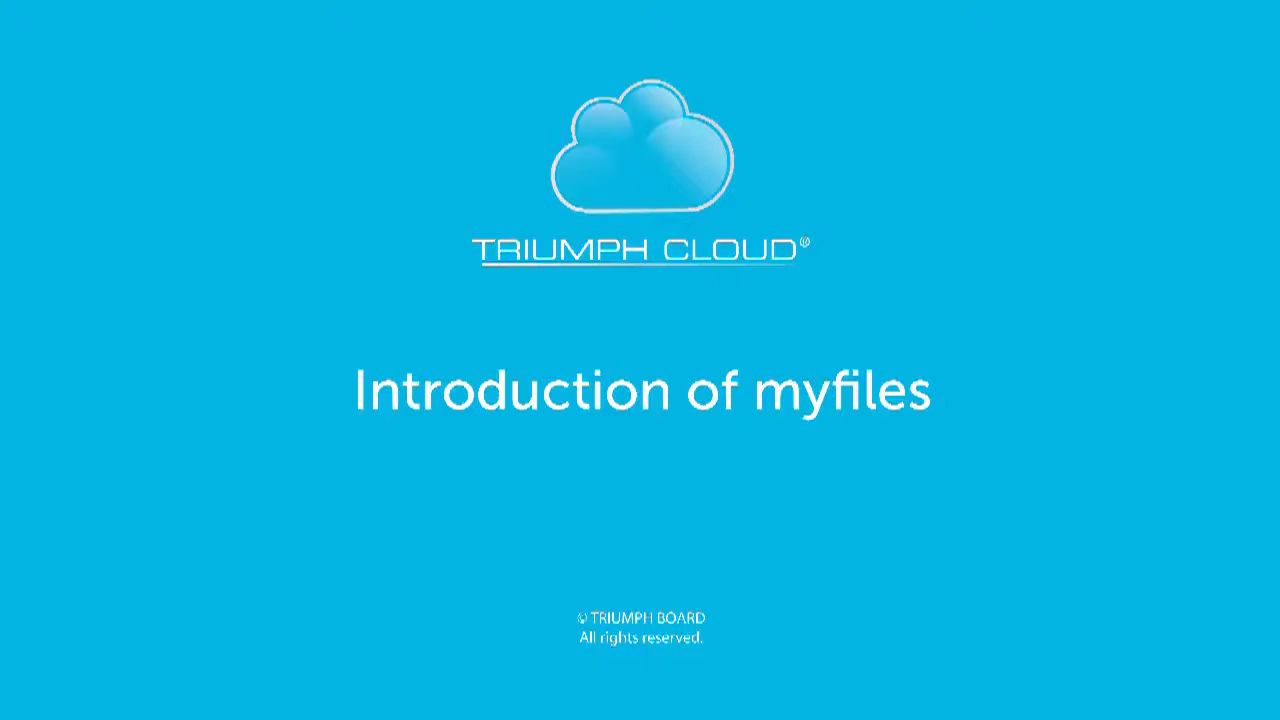 TRIUMPH CLOUD®
Introduction of myfiles
© TRIUMPH BOARD
All rights reserved.